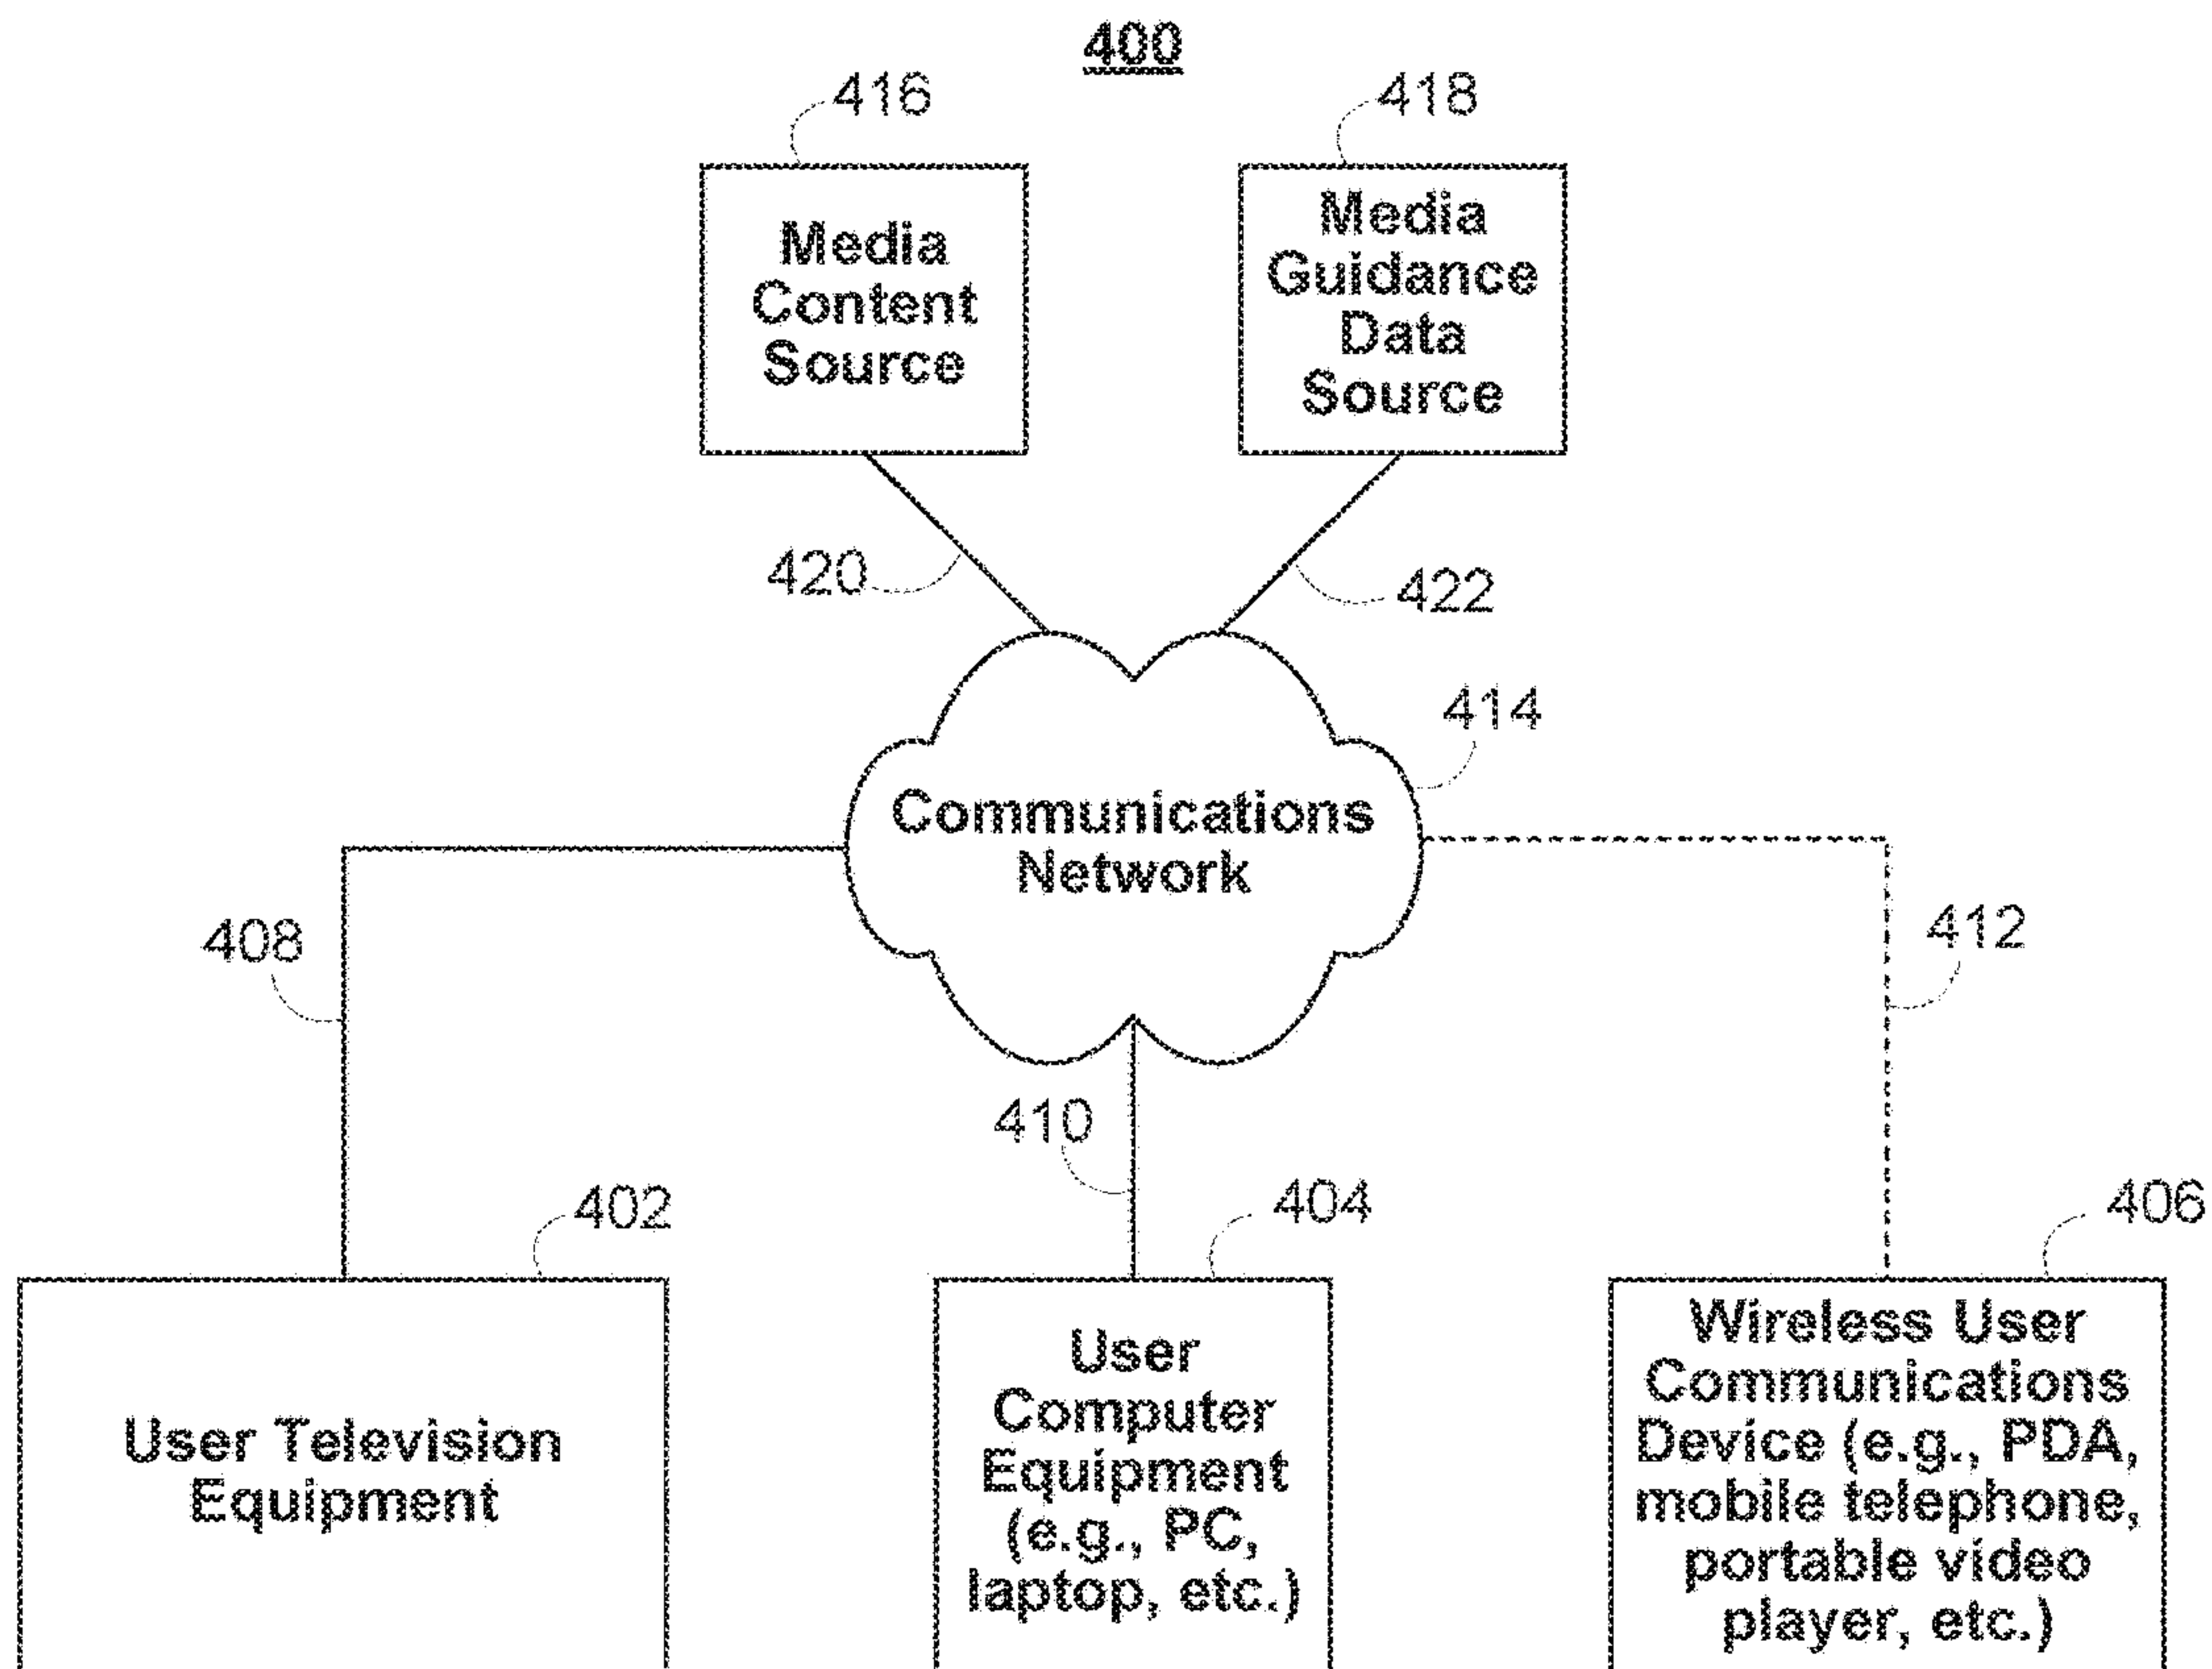 400
416
418
Media
Content
Source
Media
Guidance
Data
Source
420
422
414
Communications
Network
408
412
410
402
404
406
User Television
Equipment
User
Computer
Equipment
(e.g., PC,
laptop, etc.)
Wireless User
Communications
Device (e.g., PDA,
mobile telephone,
portable video
player, etc.)